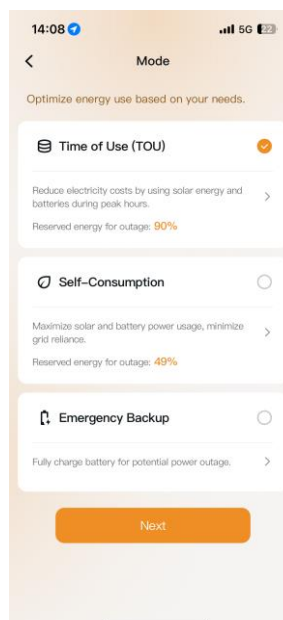 14:08 5G 22
Mode
Optimize energy use based on your needs.
Time of Use (TOU)
Reduce electricity costs by using solar energy and
batteries during peak hours.
Reserved energy for outage: 90%
Self-Consumption
Maximize solar and battery power usage, minimize
grid reliance.
Reserved energy for outage: 49%
Emergency Backup
Fully charge battery for potential power outage.
Next